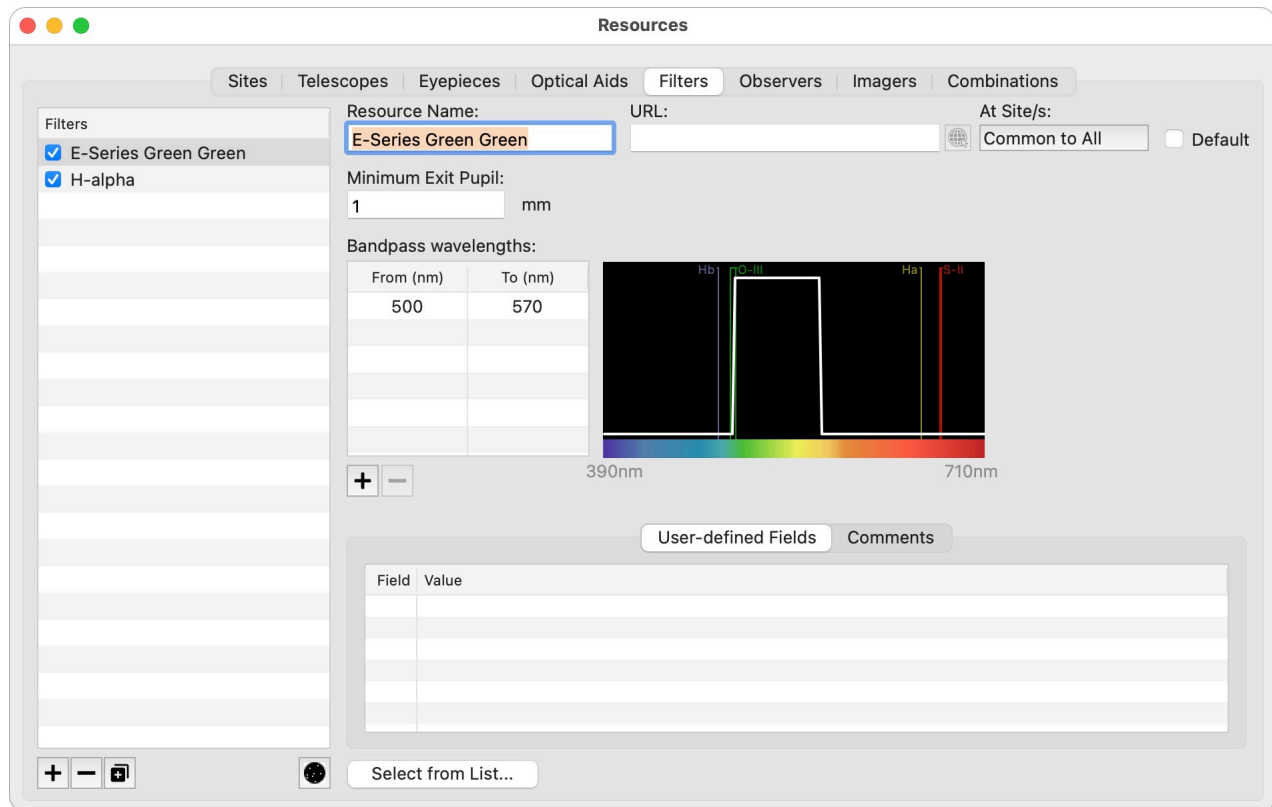 Resources
Sites Telescopes Eyepieces Optical Aids Filters Observers Imagers Combinations
Filters
E-Series Green Green
H-alpha
Resource Name: URL: At Site/s:
E-Series Green Green Common to All Default
Minimum Exit Pupil:
1 mm
Bandpass wavelengths:
From (nm) To (nm)
500 570
Hb O-III Ha S-II
390nm 710nm
User-defined Fields Comments
Field Value
Select from List...